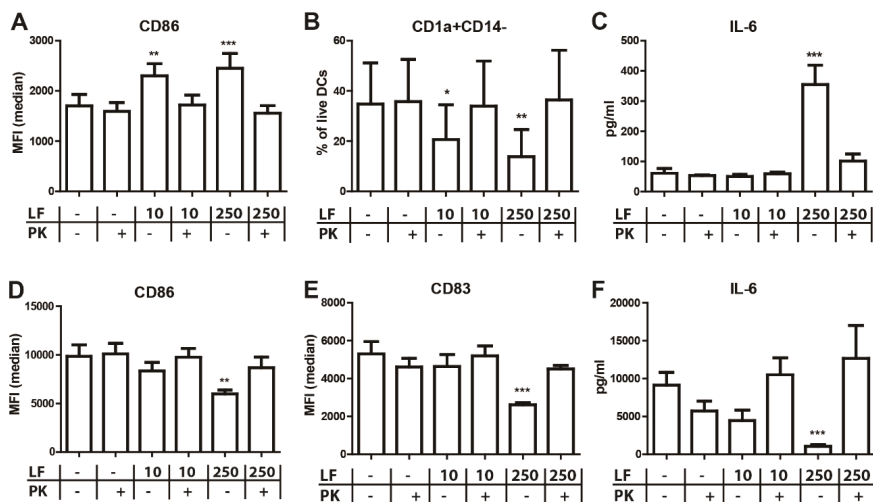 A
CD86
MFI (median)
3000
2000
1000
0
** ***
LF - - 10 10 250 250
PK - + - + - +
B
CD1a+CD14-
% of live DCs
60
40
20
0
* **
LF - - 10 10 250 250
PK - + - + - +
C
IL-6
pg/ml
500
400
300
200
100
0
***
LF - - 10 10 250 250
PK - + - + - +
D
CD86
MFI (median)
15000
10000
5000
0
**
LF - - 10 10 250 250
PK - + - + - +
E
CD83
MFI (median)
8000
6000
4000
2000
0
***
LF - - 10 10 250 250
PK - + - + - +
F
IL-6
pg/ml
20000
15000
10000
5000
0
***
LF - - 10 10 250 250
PK - + - + - +